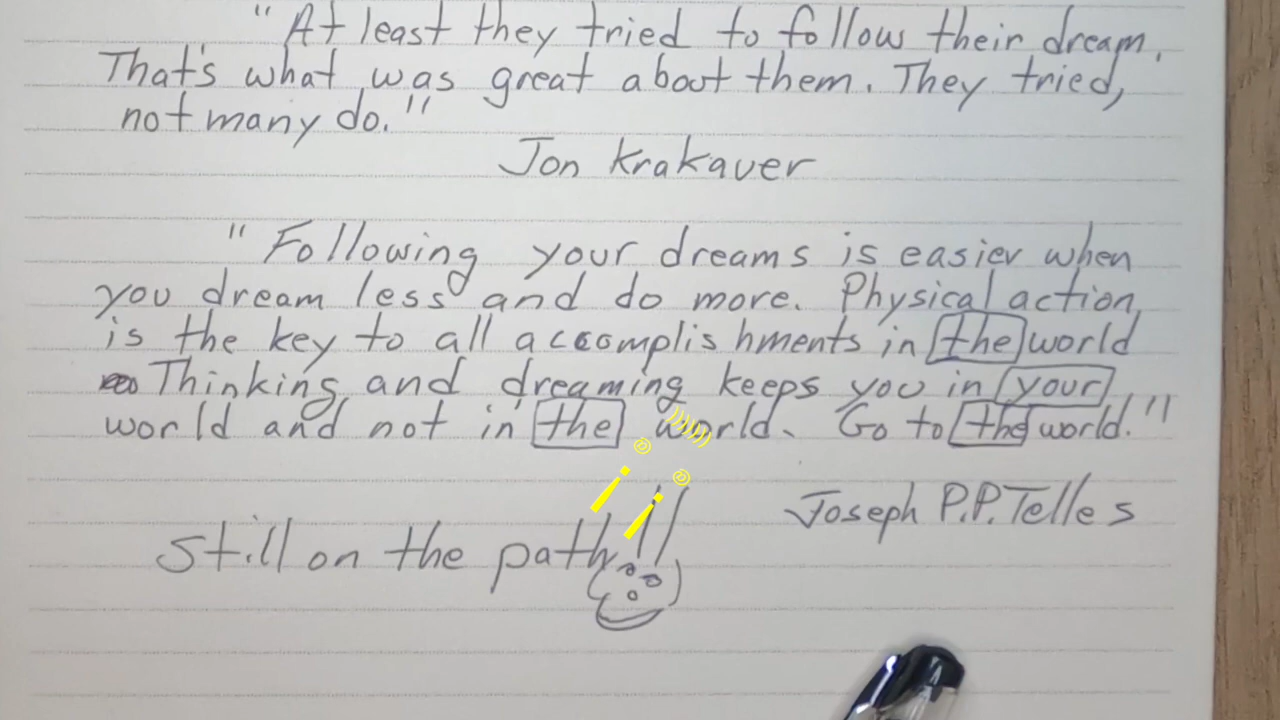 "At least they tried to follow their dream.
That's what was great about them. They tried,
not many do."
Jon Krakauer
"Following your dreams is easier when
you dream less and do more. Physical action
is the key to all accomplishments in the world
Thinking and dreaming keeps you in your
world and not in the world. Go to the world."
Joseph P.P. Telles
Still on the path!!